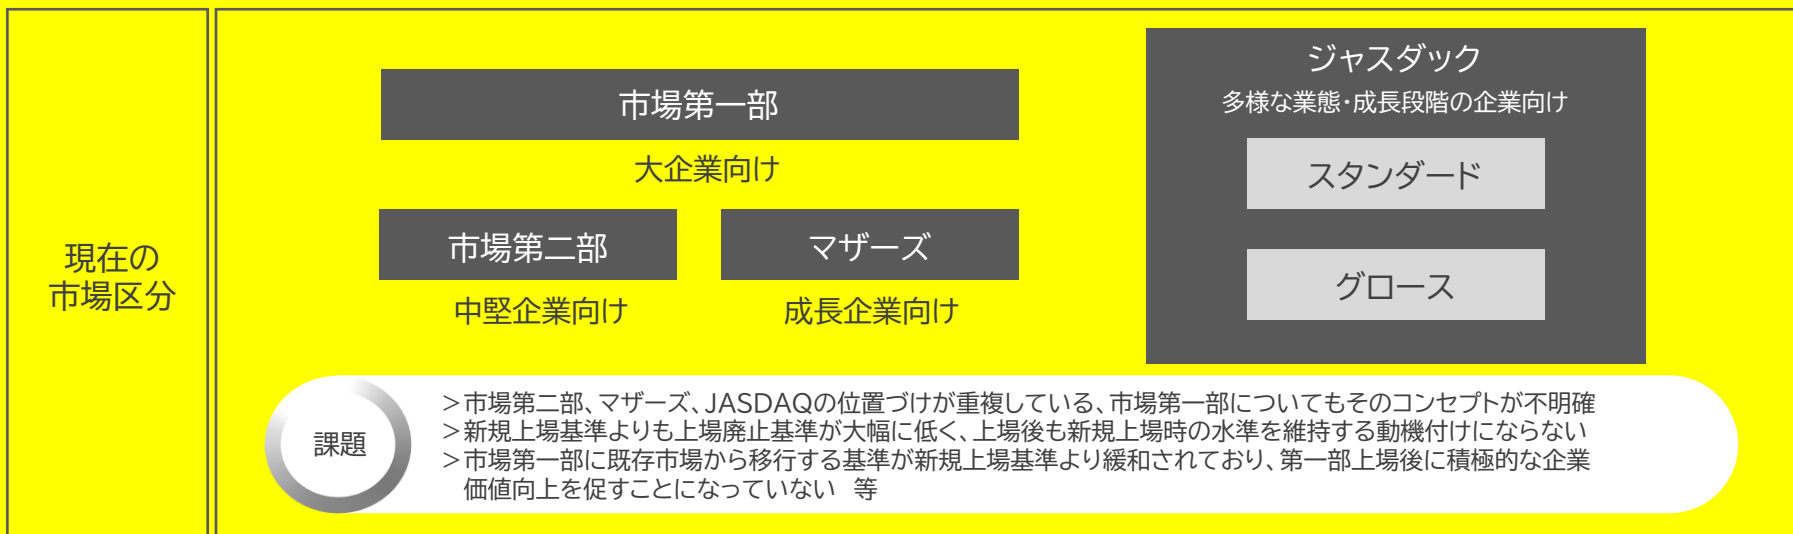 現在の
市場区分
市場第一部
大企業向け
市場第二部
中堅企業向け
マザーズ
成長企業向け
ジャスダック
多様な業態・成長段階の企業向け
スタンダード
グロース
課題
>市場第二部、マザーズ、JASDAQの位置づけが重複している、市場第一部についてもそのコンセプトが不明確
>新規上場基準よりも上場廃止基準が大幅に低く、上場後も新規上場時の水準を維持する動機付けにならない
>市場第一部に既存市場から移行する基準が新規上場基準より緩和されており、第一部上場後に積極的な企業
価値向上を促すことになっていない 等